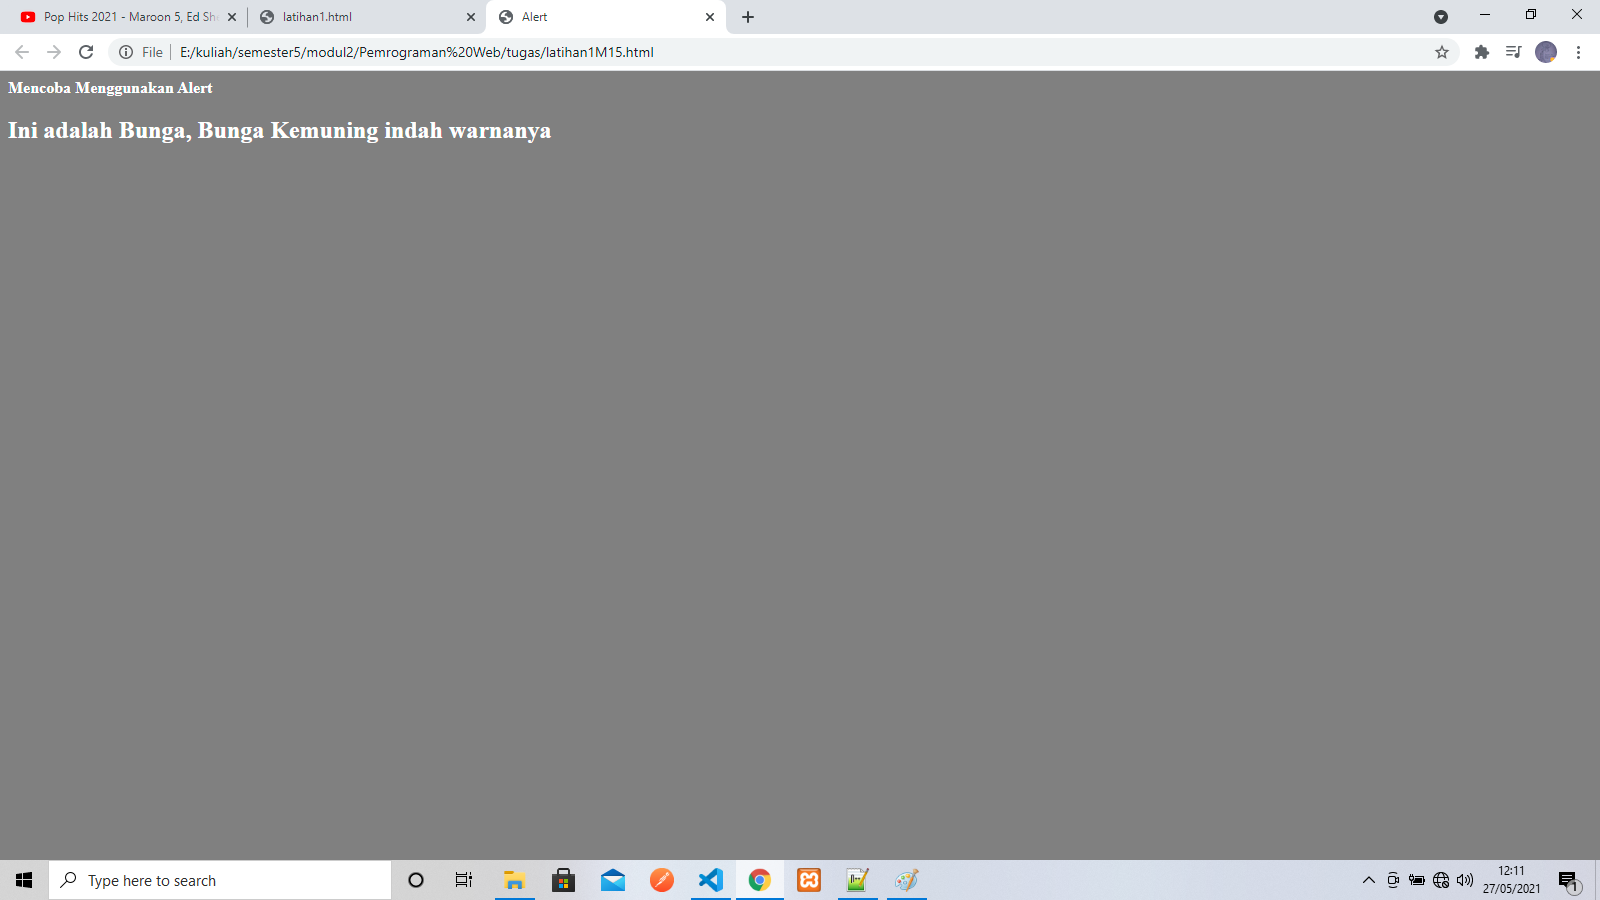 Pop Hits 2021 - Maroon 5, Ed Sh
latihan1.html
Alert
File
E:/kuliah/semester5/modul2/Pemrograman%20Web/tugas/latihan1M15.html
Mencoba Menggunakan Alert
Ini adalah Bunga, Bunga Kemuning indah warnanya
Type here to search
12:11
27/05/2021
1